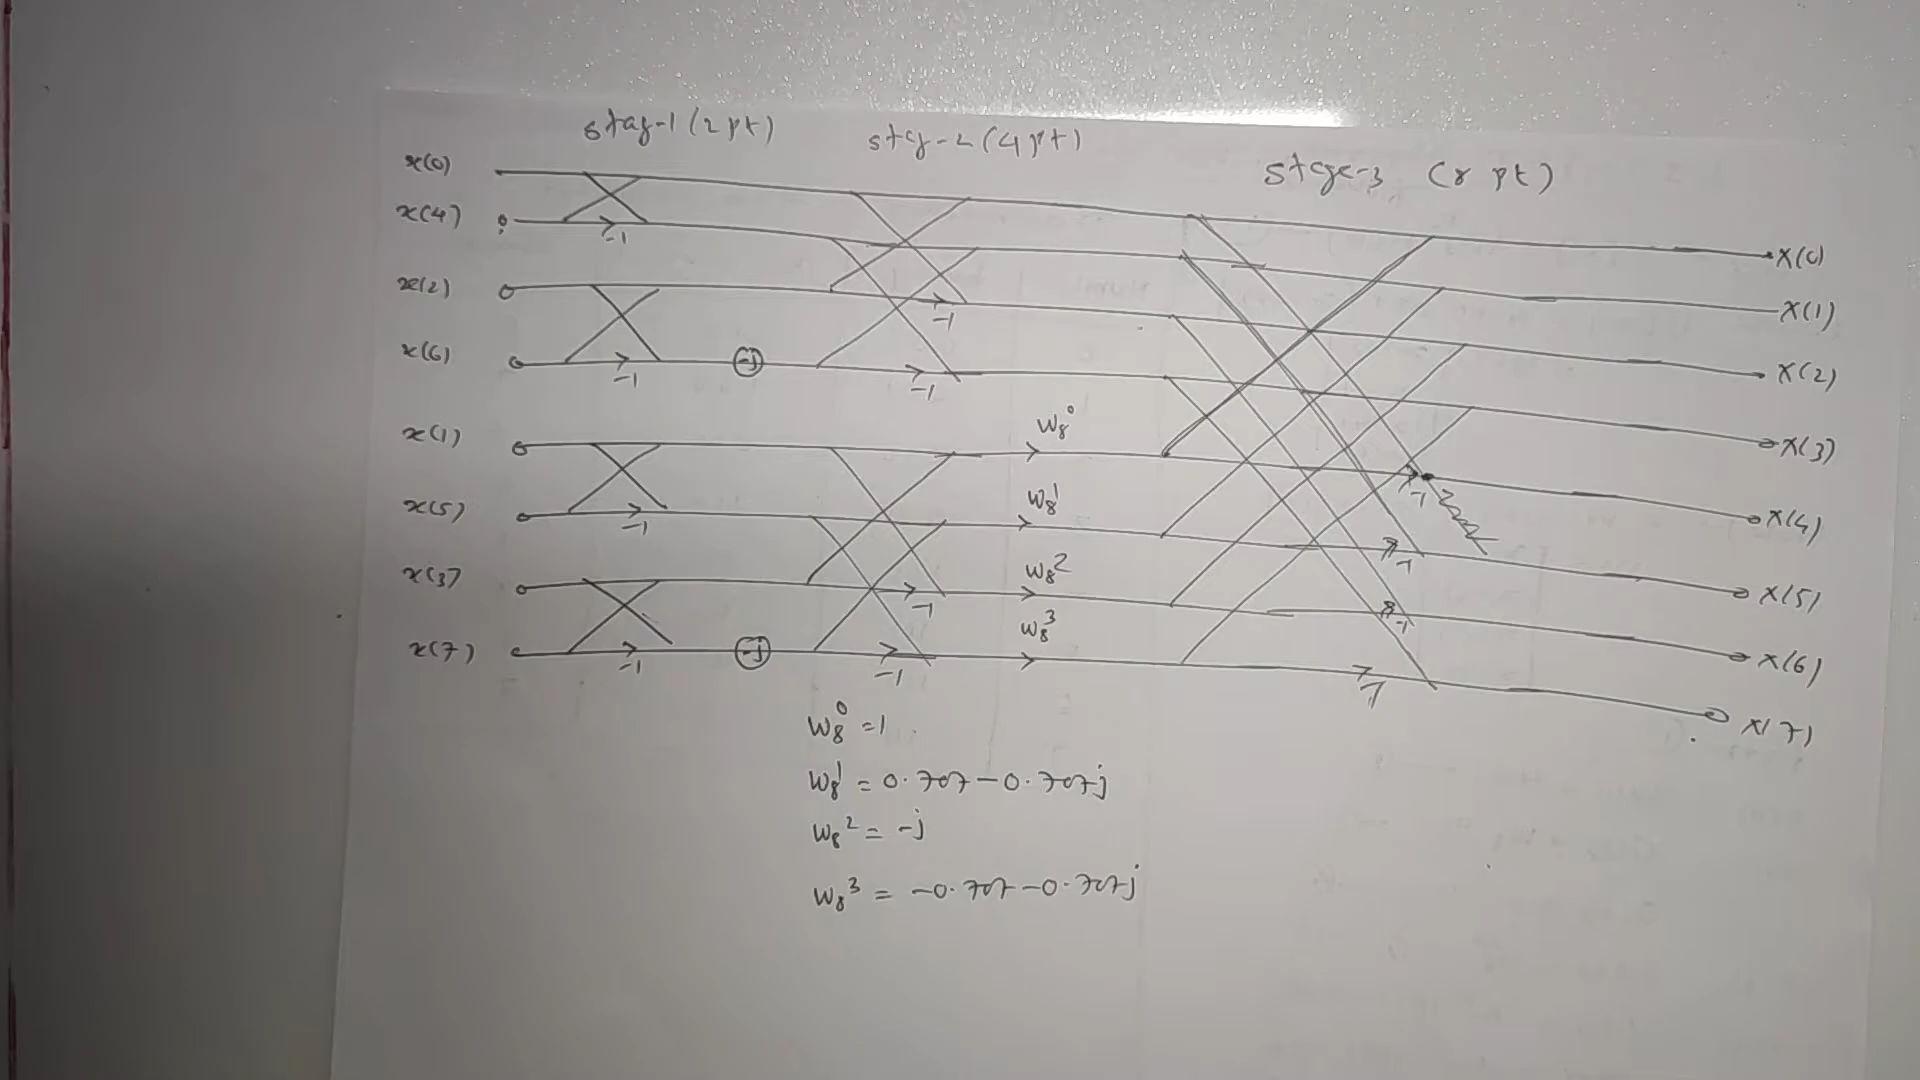 stag-1 (2 pt)
stag-2 (4 pt)
stage-3 (8 pt)
x(0)
x(4)
-1
x(2)
-1
x(6)
-1
-j
-1
x(1)
W8^0
x(5)
-1
W8^1
x(3)
-1
W8^2
x(7)
-1
-j
-1
W8^3
-1
-1
-1
-1
X(0)
X(1)
X(2)
X(3)
X(4)
X(5)
X(6)
X(7)
W8^0 =1
W8^1 = 0.707-0.707j
W8^2 = -j
W8^3 = -0.707-0.707j